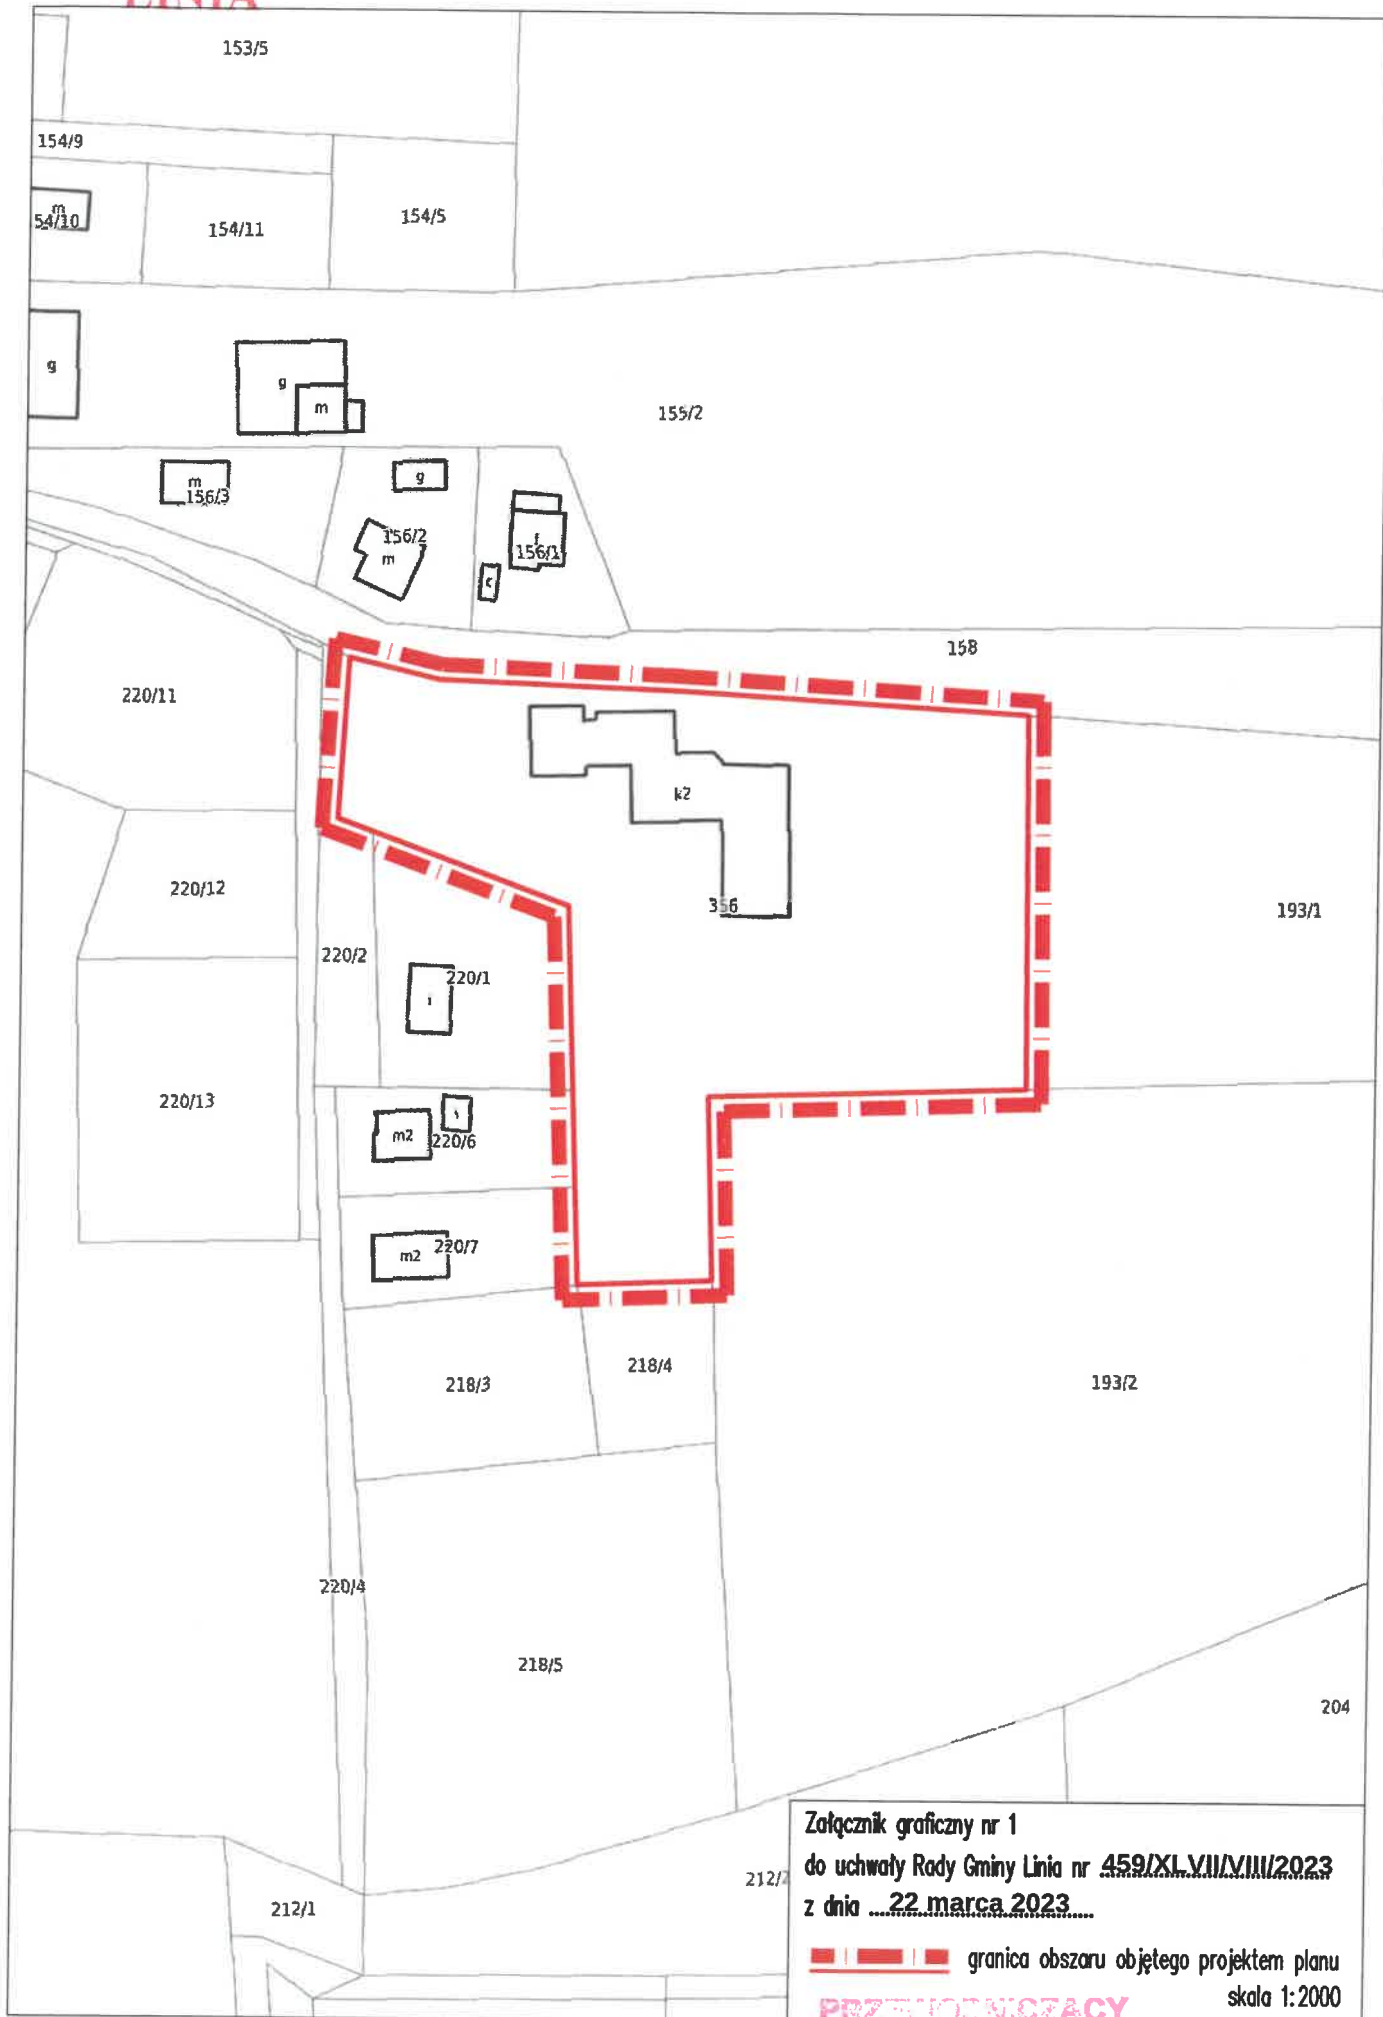 LINIA
153/5
154/9
m
54/10
154/11
154/5
g
g
m
155/2
m
156/3
g
156/2
m
156/1
158
220/11
k2
356
193/1
220/12
220/2
220/1
i
220/13
m2
220/6
m2
220/7
218/3
218/4
193/2
220/4
218/5
204
212/1
212/2
Załącznik graficzny nr 1
do uchwały Rady Gminy Linia nr 459/XLVII/VIII/2023
z dnia ....22 marca 2023.....
granica obszaru objętego projektem planu
skala 1:2000
PRZEWODNICZĄCY